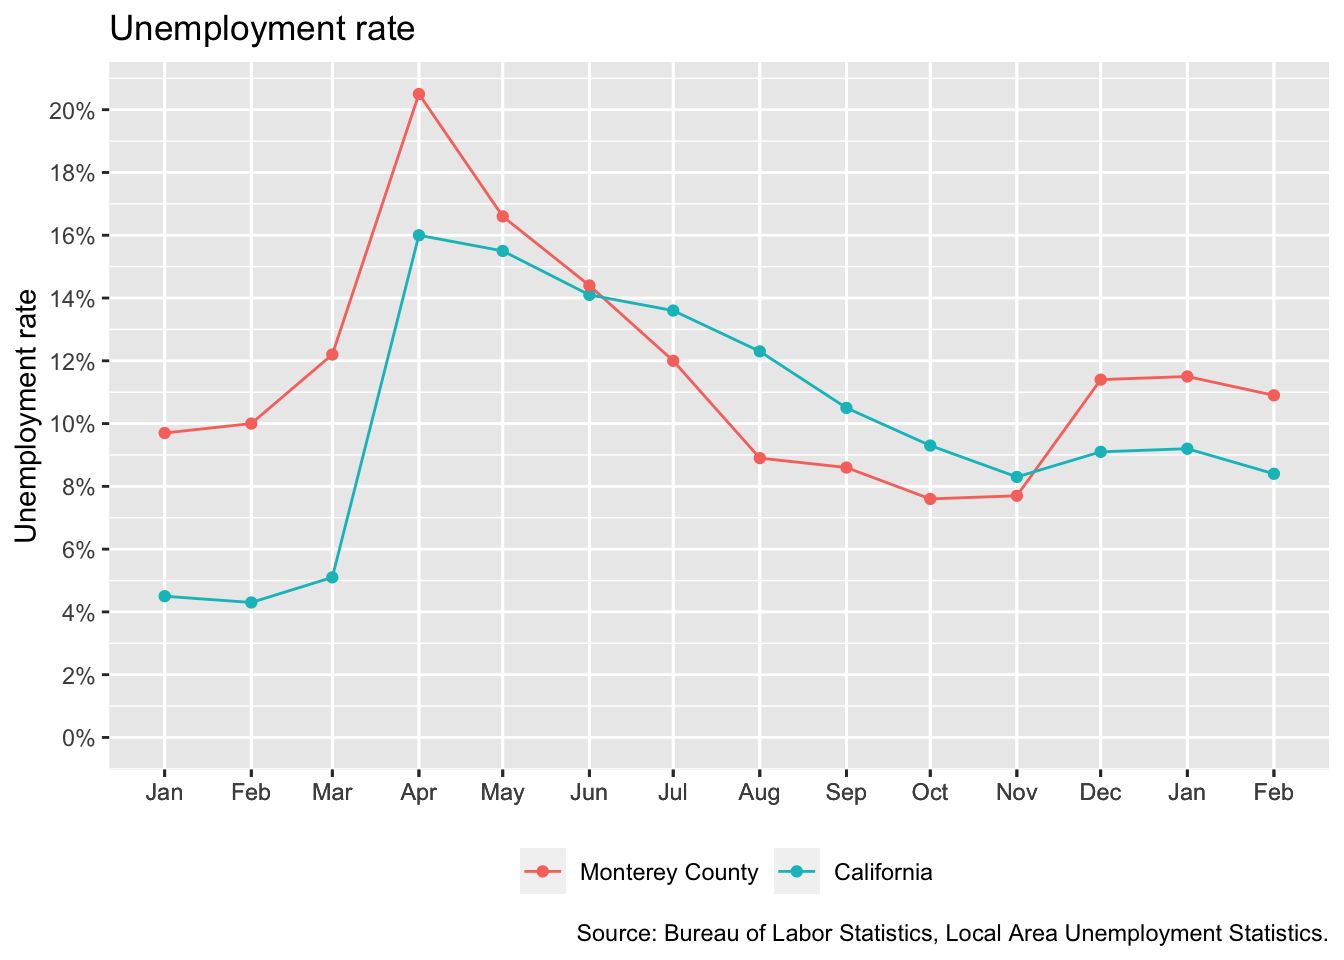 Unemployment rate
Unemployment rate
20%
18%
16%
14%
12%
10%
8%
6%
4%
2%
0%
Jan Feb Mar Apr May Jun Jul Aug Sep Oct Nov Dec Jan Feb
Monterey County California
Source: Bureau of Labor Statistics, Local Area Unemployment Statistics.